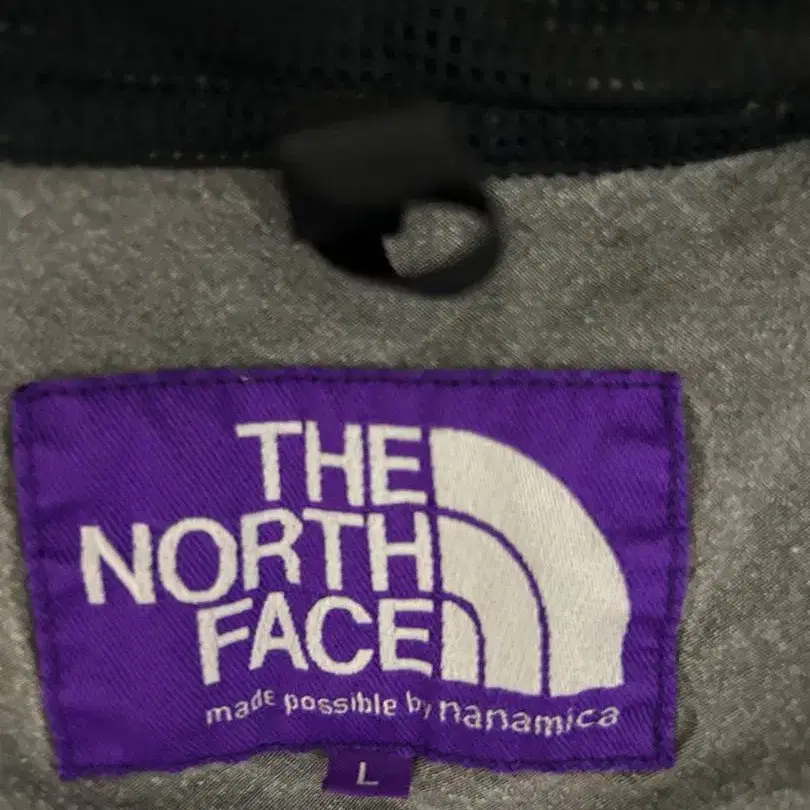 THE
NORTH
FACE
made possible by nanamica
L